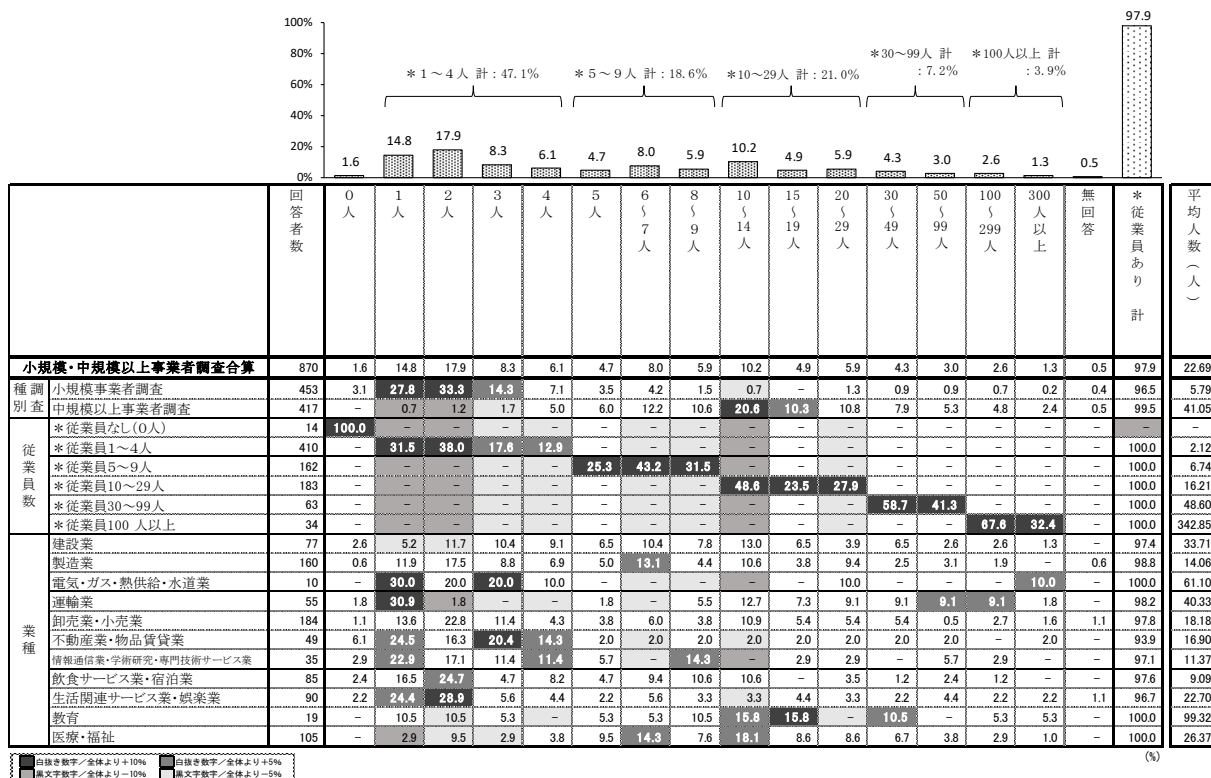 97.9
100%
80%
60%
40%
20%
0%
＊1～4人 計：47.1%
＊5～9人 計：18.6%
＊10～29人 計：21.0%
＊30～99人 計：7.2%
＊100人以上 計：3.9%
1.6 14.8 17.9 8.3 6.1 4.7 8.0 5.9 10.2 4.9 5.9 4.3 3.0 2.6 1.3 0.5
回答者数 0人 1人 2人 3人 4人 5人 6～7人 8～9人 10～14人 15～19人 20～29人 30～49人 50～99人 100～299人 300人以上 無回答 ＊従業員あり 計 平均人数（人）
小規模・中規模以上事業者調査合算 870 1.6 14.8 17.9 8.3 6.1 4.7 8.0 5.9 10.2 4.9 5.9 4.3 3.0 2.6 1.3 0.5 97.9 22.69
調査種別
小規模事業者調査 453 3.1 27.8 33.3 14.3 7.1 3.5 4.2 1.5 0.7 － 1.3 0.9 0.9 0.7 0.2 0.4 96.5 5.79
中規模以上事業者調査 417 － 0.7 1.2 1.7 5.0 6.0 12.2 10.6 20.6 10.3 10.8 7.9 5.3 4.8 2.4 0.5 99.5 41.05
従業員数
＊従業員なし（0人） 14 100.0 － － － － － － － － － － － － － － － － －
＊従業員1～4人 410 － 31.5 38.0 17.6 12.9 － － － － － － － － － － － 100.0 2.12
＊従業員5～9人 162 － － － － － 25.3 43.2 31.5 － － － － － － － － 100.0 6.74
＊従業員10～29人 183 － － － － － － － － 48.6 23.5 27.9 － － － － － 100.0 16.21
＊従業員30～99人 63 － － － － － － － － － － － 58.7 41.3 － － － 100.0 48.60
＊従業員100 人以上 34 － － － － － － － － － － － － － 67.6 32.4 － 100.0 342.85
業種
建設業 77 2.6 5.2 11.7 10.4 9.1 6.5 10.4 7.8 13.0 6.5 3.9 6.5 2.6 2.6 1.3 － 97.4 33.71
製造業 160 0.6 11.9 17.5 8.8 6.9 5.0 13.1 4.4 10.6 3.8 9.4 2.5 3.1 1.9 － 0.6 98.8 14.06
電気・ガス・熱供給・水道業 10 － 30.0 20.0 20.0 10.0 － － － － － 10.0 － － － 10.0 － 100.0 61.10
運輸業 55 1.8 30.9 1.8 － － 1.8 － 5.5 12.7 7.3 9.1 9.1 9.1 9.1 1.8 － 98.2 40.33
卸売業・小売業 184 1.1 13.6 22.8 11.4 4.3 3.8 6.0 3.8 10.9 5.4 5.4 5.4 0.5 2.7 1.6 1.1 97.8 18.18
不動産業・物品賃貸業 49 6.1 24.5 16.3 20.4 14.3 2.0 2.0 2.0 2.0 2.0 2.0 2.0 2.0 － 2.0 － 93.9 16.90
情報通信業・学術研究・専門技術サービス業 35 2.9 22.9 17.1 11.4 11.4 5.7 － 14.3 － 2.9 2.9 － 5.7 2.9 － － 97.1 11.37
飲食サービス業・宿泊業 85 2.4 16.5 24.7 4.7 8.2 4.7 9.4 10.6 10.6 － 3.5 1.2 2.4 1.2 － － 97.6 9.09
生活関連サービス業・娯楽業 90 2.2 24.4 28.9 5.6 4.4 2.2 5.6 3.3 3.3 4.4 3.3 2.2 4.4 2.2 2.2 1.1 96.7 22.70
教育 19 － 10.5 10.5 5.3 － 5.3 5.3 10.5 15.8 15.8 － 10.5 － 5.3 5.3 － 100.0 99.32
医療・福祉 105 － 2.9 9.5 2.9 3.8 9.5 14.3 7.6 18.1 8.6 8.6 6.7 3.8 2.9 1.0 － 100.0 26.37
(%)
白抜き数字／全体より＋10% 白抜き数字／全体より＋5%
黒文字数字／全体より－10% 黒文字数字／全体より－5%